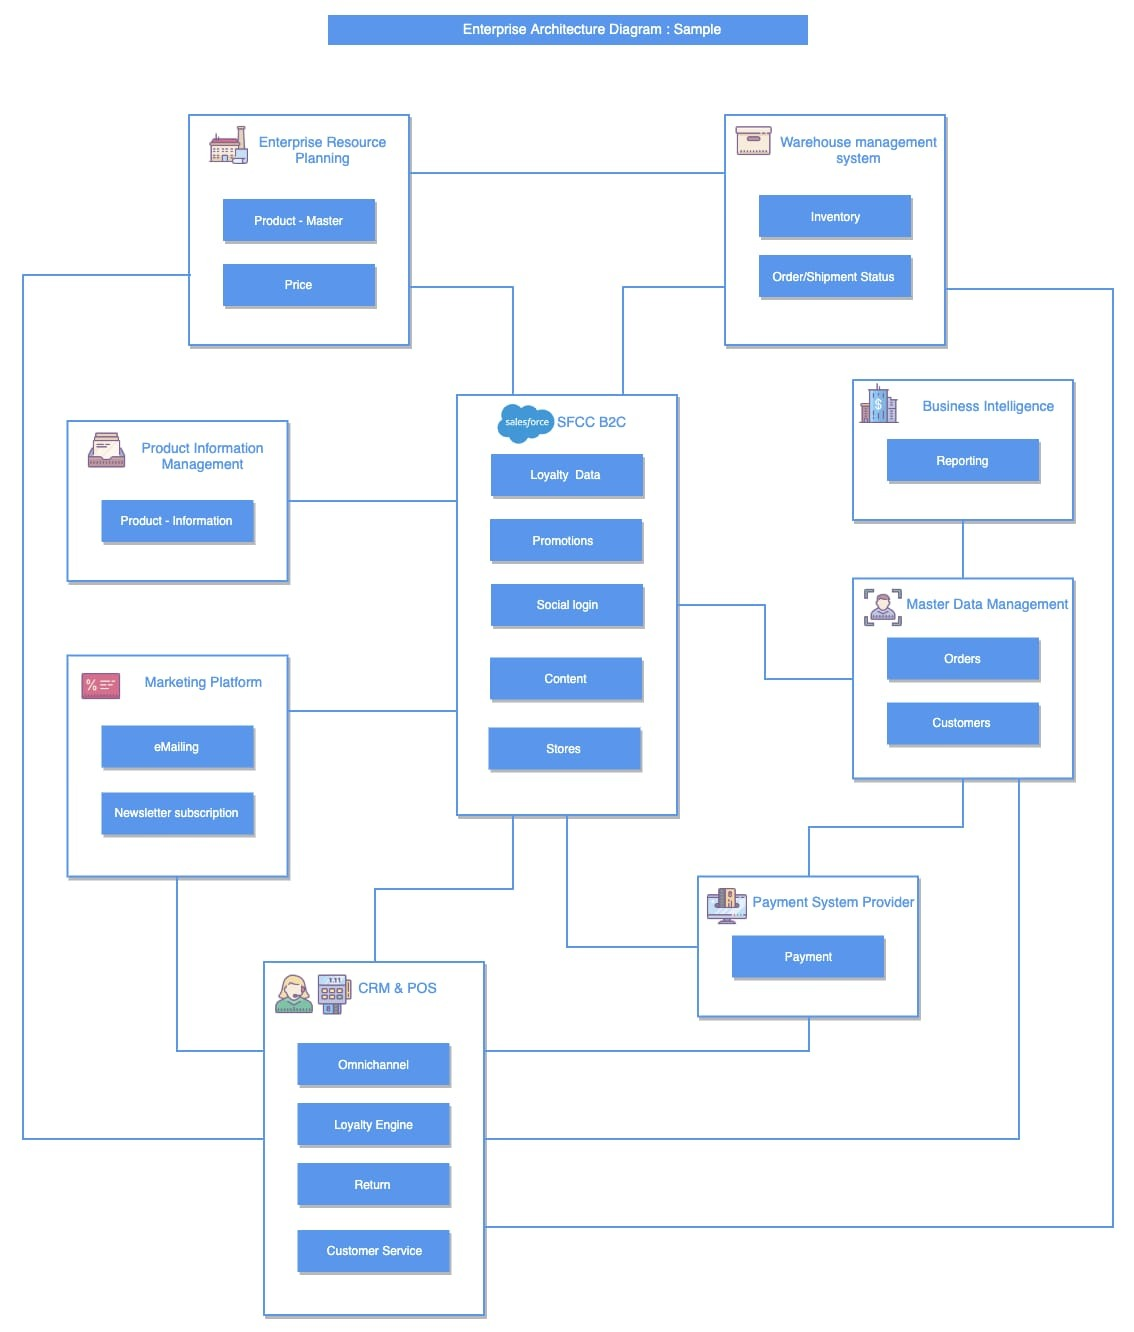 Enterprise Architecture Diagram : Sample
Enterprise Resource
Planning
Product - Master
Price
Warehouse management
system
Inventory
Order/Shipment Status
salesforce
SFCC B2C
Loyalty  Data
Promotions
Social login
Content
Stores
Business Intelligence
$
Reporting
Product Information
Management
Product - Information
Master Data Management
Orders
Customers
%
Marketing Platform
eMailing
Newsletter subscription
Payment System Provider
Payment
CRM & POS
Omnichannel
Loyalty Engine
Return
Customer Service